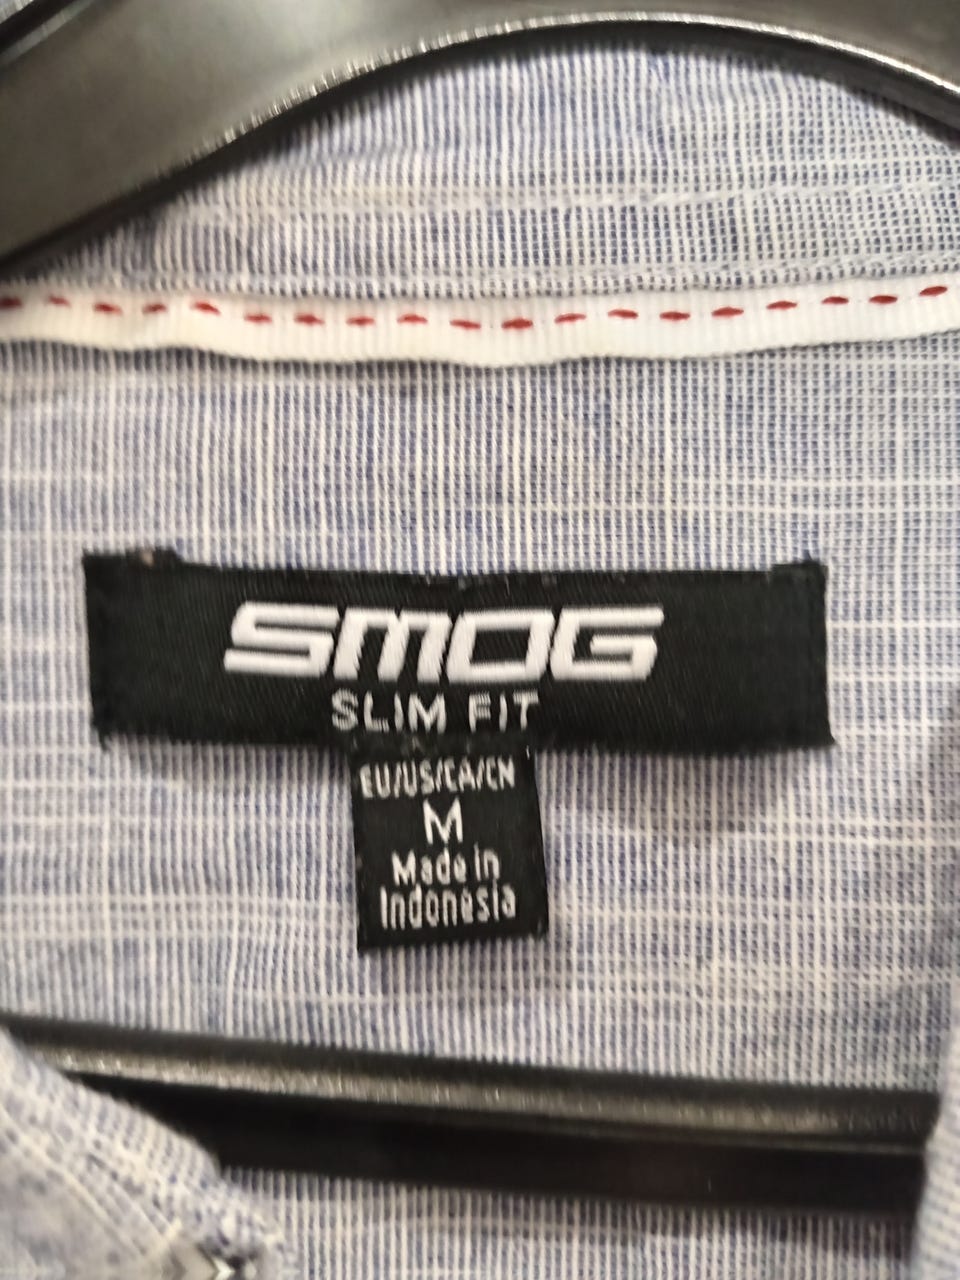 SMOG
SLIM FIT
EU/US/CA/CN
M
Made in
Indonesia